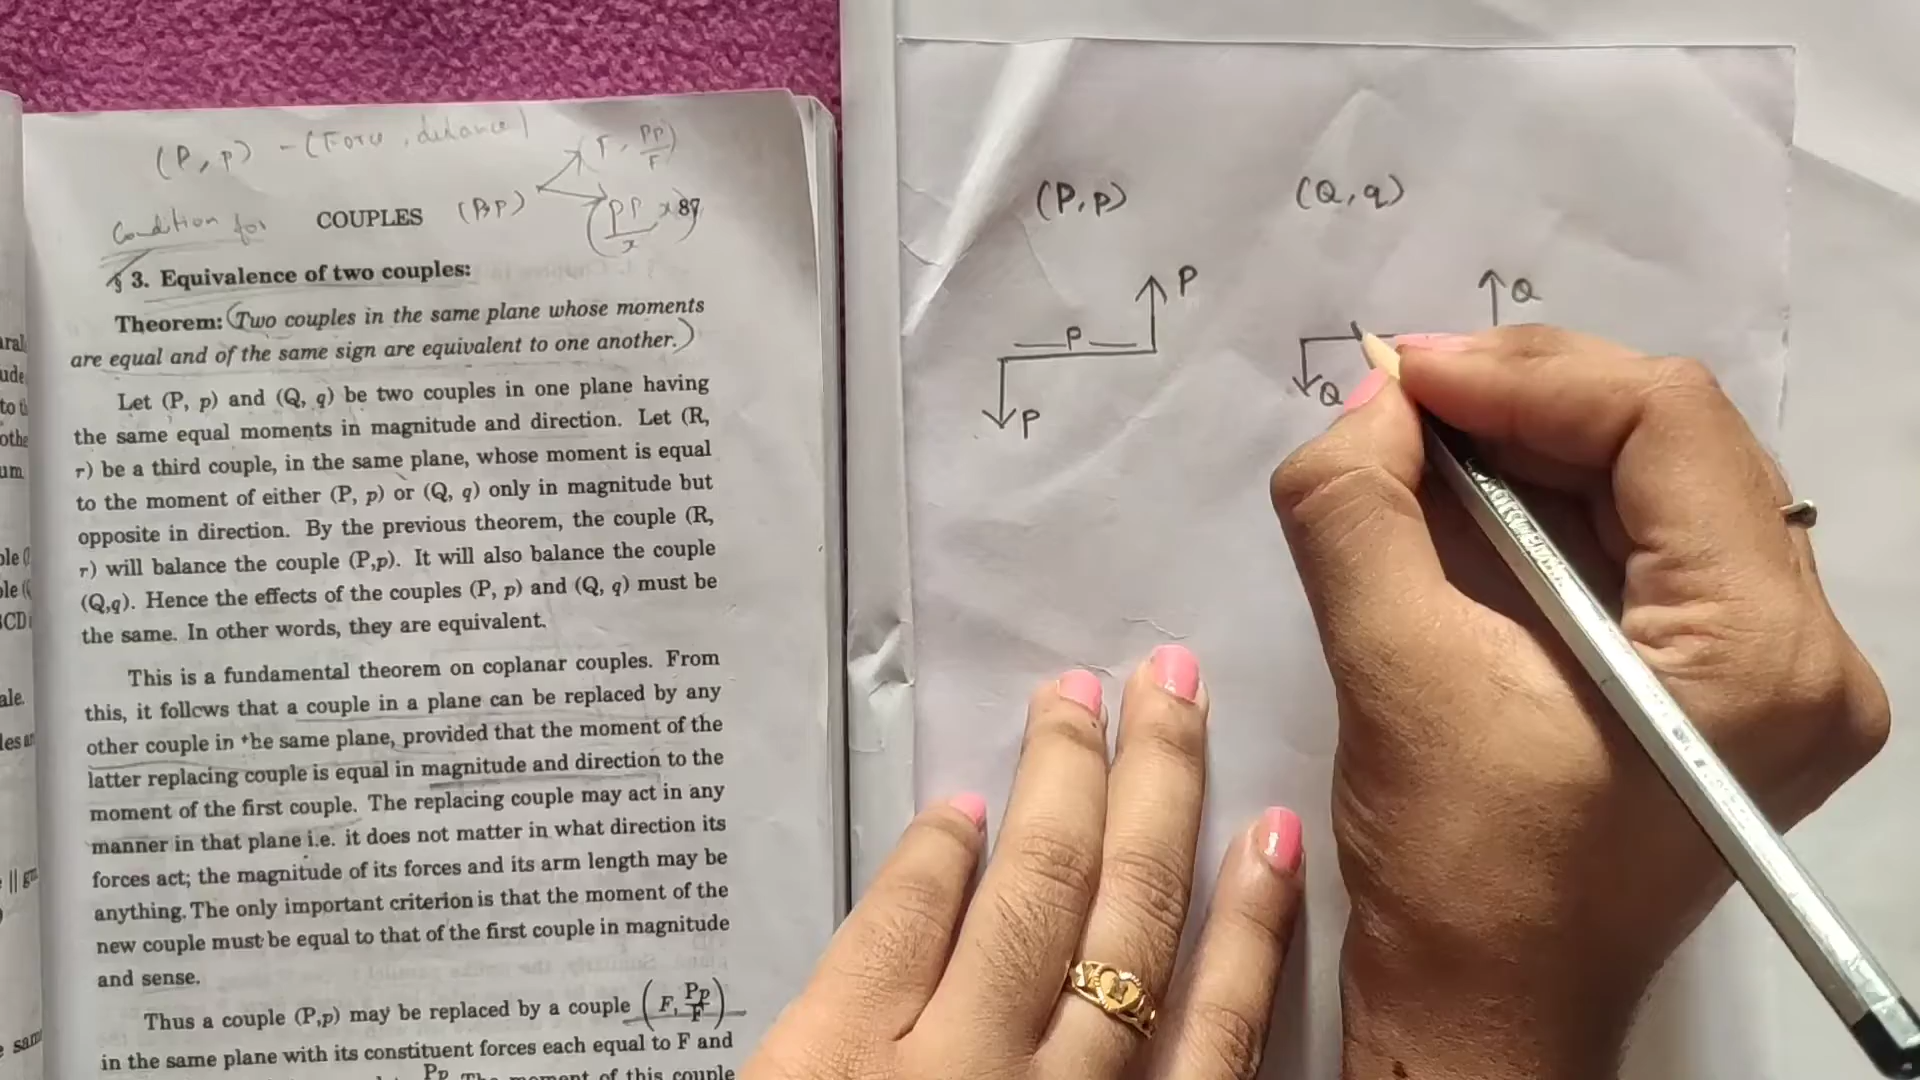 (P, p) - (Force, distance)
(F, Pp/F)
Condition for COUPLES (P,p) (Pp/x, x) 87
§ 3. Equivalence of two couples:
Theorem: (Two couples in the same plane whose moments
are equal and of the same sign are equivalent to one another.)
Let (P, p) and (Q, q) be two couples in one plane having
the same equal moments in magnitude and direction. Let (R,
r) be a third couple, in the same plane, whose moment is equal
to the moment of either (P, p) or (Q, q) only in magnitude but
opposite in direction. By the previous theorem, the couple (R,
r) will balance the couple (P,p). It will also balance the couple
(Q,q). Hence the effects of the couples (P, p) and (Q, q) must be
the same. In other words, they are equivalent.
This is a fundamental theorem on coplanar couples. From
this, it follows that a couple in a plane can be replaced by any
other couple in the same plane, provided that the moment of the
latter replacing couple is equal in magnitude and direction to the
moment of the first couple. The replacing couple may act in any
manner in that plane i.e. it does not matter in what direction its
forces act; the magnitude of its forces and its arm length may be
anything. The only important criterion is that the moment of the
new couple must be equal to that of the first couple in magnitude
and sense.
Thus a couple (P,p) may be replaced by a couple (F, Pp/F)
in the same plane with its constituent forces each equal to F and
Pp The moment of this couple
(P,p) (Q,q)
P Q
p
P Q